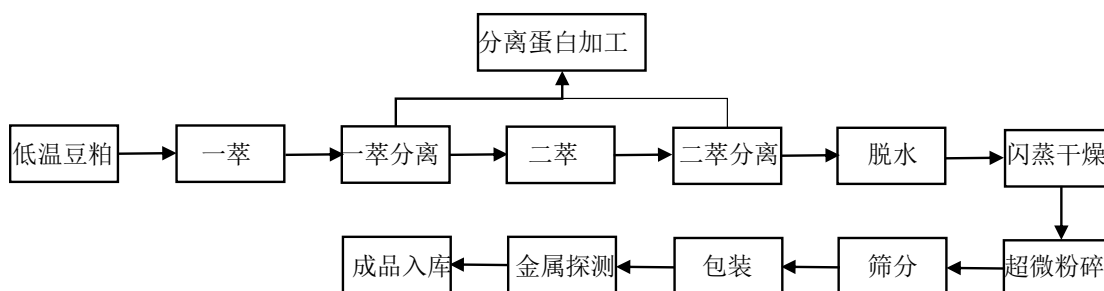 分离蛋白加工
低温豆粕
一萃
一萃分离
二萃
二萃分离
脱水
闪蒸干燥
超微粉碎
筛分
包装
金属探测
成品入库